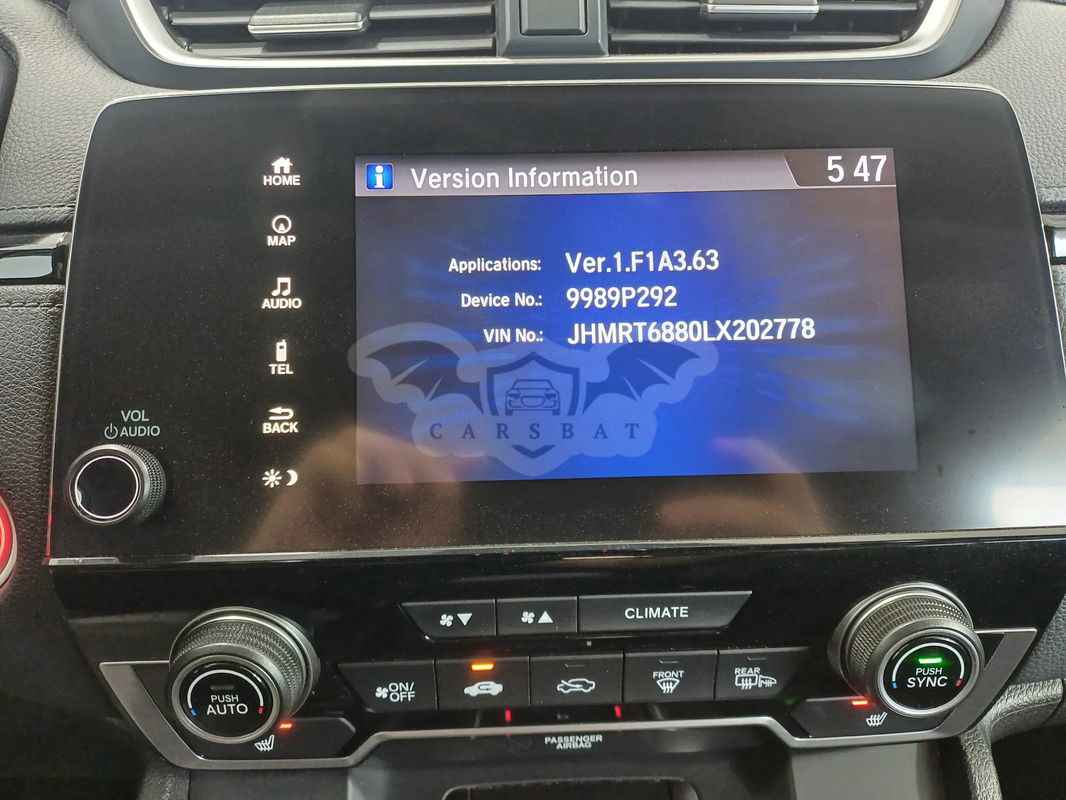 Version Information
5 47
HOME
MAP
AUDIO
TEL
BACK
Applications: Ver.1.F1A3.63
Device No.: 9989P292
VIN No.: JHMRT6880LX202778
CARSBAT
VOL
AUDIO
CLIMATE
ON/
OFF
FRONT
REAR
PUSH
AUTO
PUSH
SYNC
PASSENGER
AIRBAG